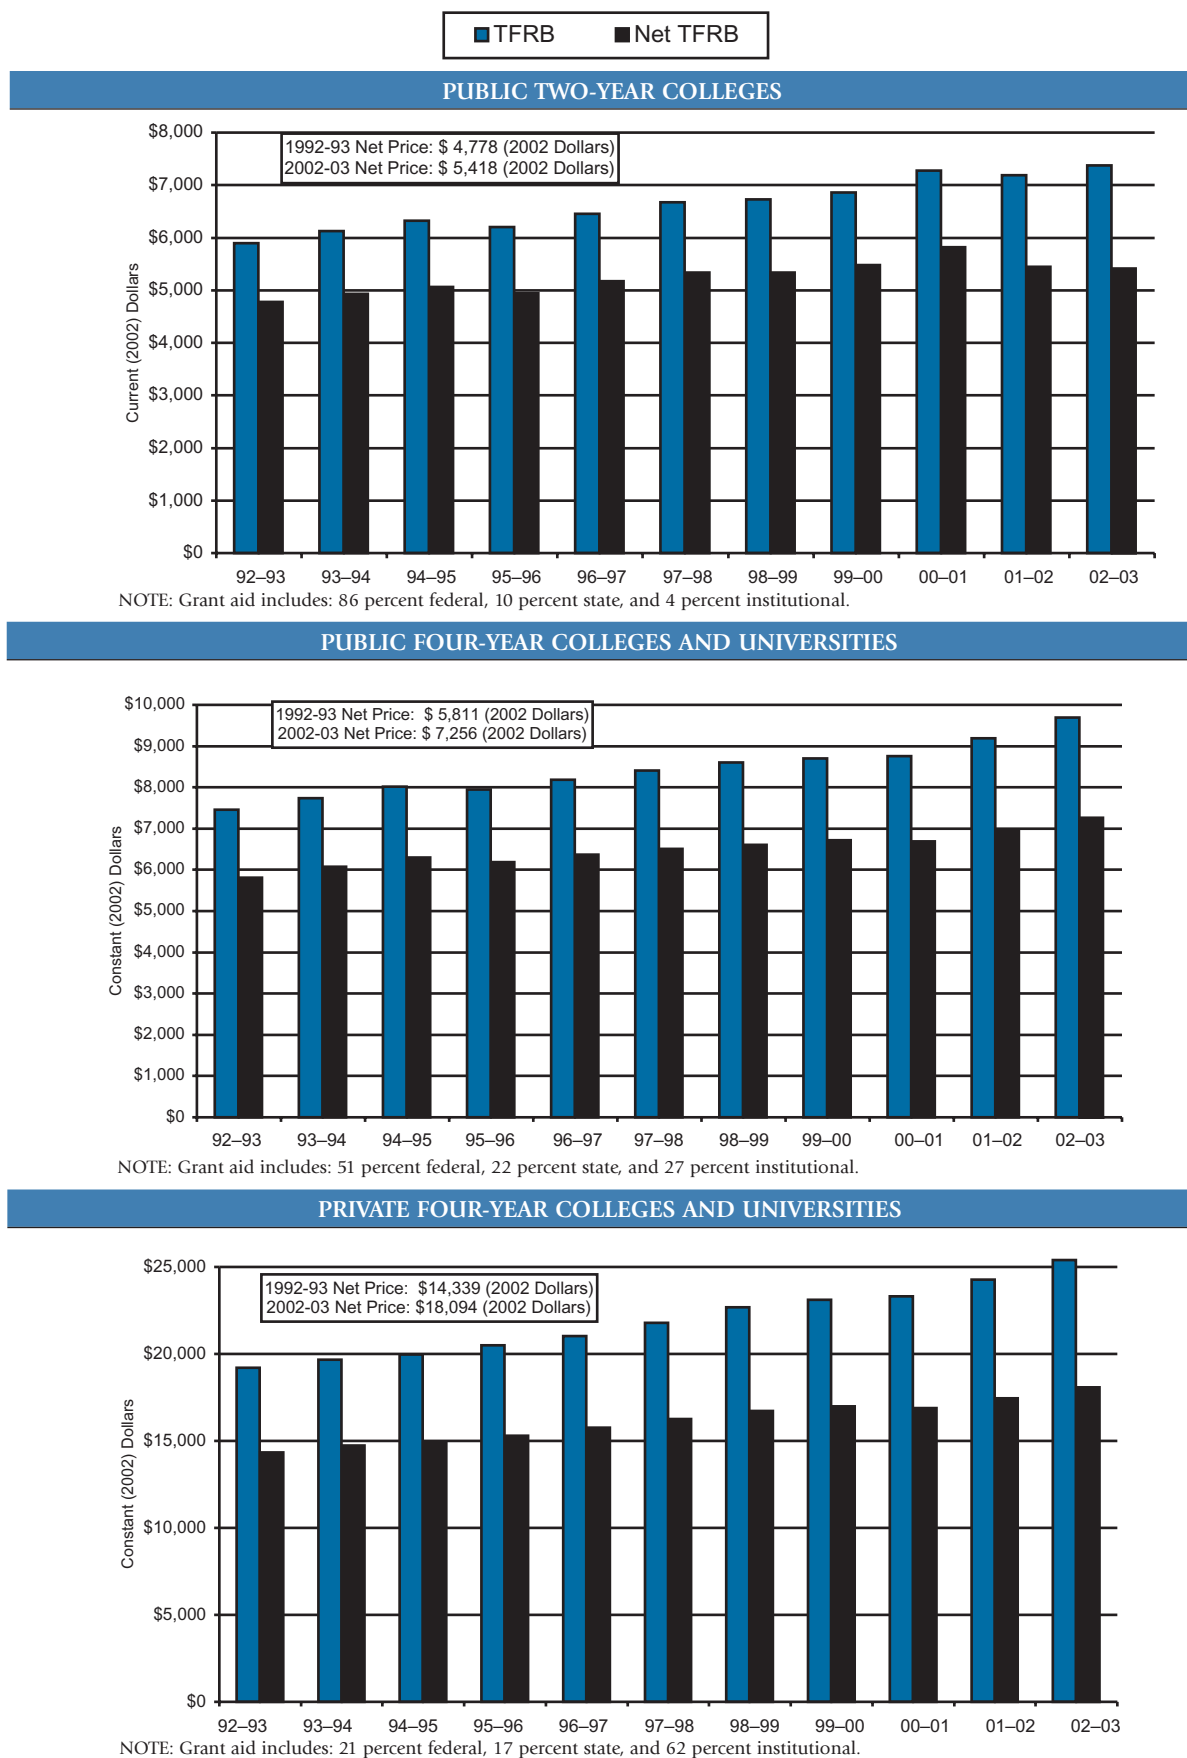 TFRB Net TFRB
PUBLIC TWO-YEAR COLLEGES
1992-93 Net Price: $ 4,778 (2002 Dollars)
2002-03 Net Price: $ 5,418 (2002 Dollars)
Current (2002) Dollars
$8,000
$7,000
$6,000
$5,000
$4,000
$3,000
$2,000
$1,000
$0
92–93 93–94 94–95 95–96 96–97 97–98 98–99 99–00 00–01 01–02 02–03
NOTE: Grant aid includes: 86 percent federal, 10 percent state, and 4 percent institutional.
PUBLIC FOUR-YEAR COLLEGES AND UNIVERSITIES
1992-93 Net Price: $ 5,811 (2002 Dollars)
2002-03 Net Price: $ 7,256 (2002 Dollars)
Constant (2002) Dollars
$10,000
$9,000
$8,000
$7,000
$6,000
$5,000
$4,000
$3,000
$2,000
$1,000
$0
92–93 93–94 94–95 95–96 96–97 97–98 98–99 99–00 00–01 01–02 02–03
NOTE: Grant aid includes: 51 percent federal, 22 percent state, and 27 percent institutional.
PRIVATE FOUR-YEAR COLLEGES AND UNIVERSITIES
1992-93 Net Price: $14,339 (2002 Dollars)
2002-03 Net Price: $18,094 (2002 Dollars)
Constant (2002) Dollars
$25,000
$20,000
$15,000
$10,000
$5,000
$0
92–93 93–94 94–95 95–96 96–97 97–98 98–99 99–00 00–01 01–02 02–03
NOTE: Grant aid includes: 21 percent federal, 17 percent state, and 62 percent institutional.